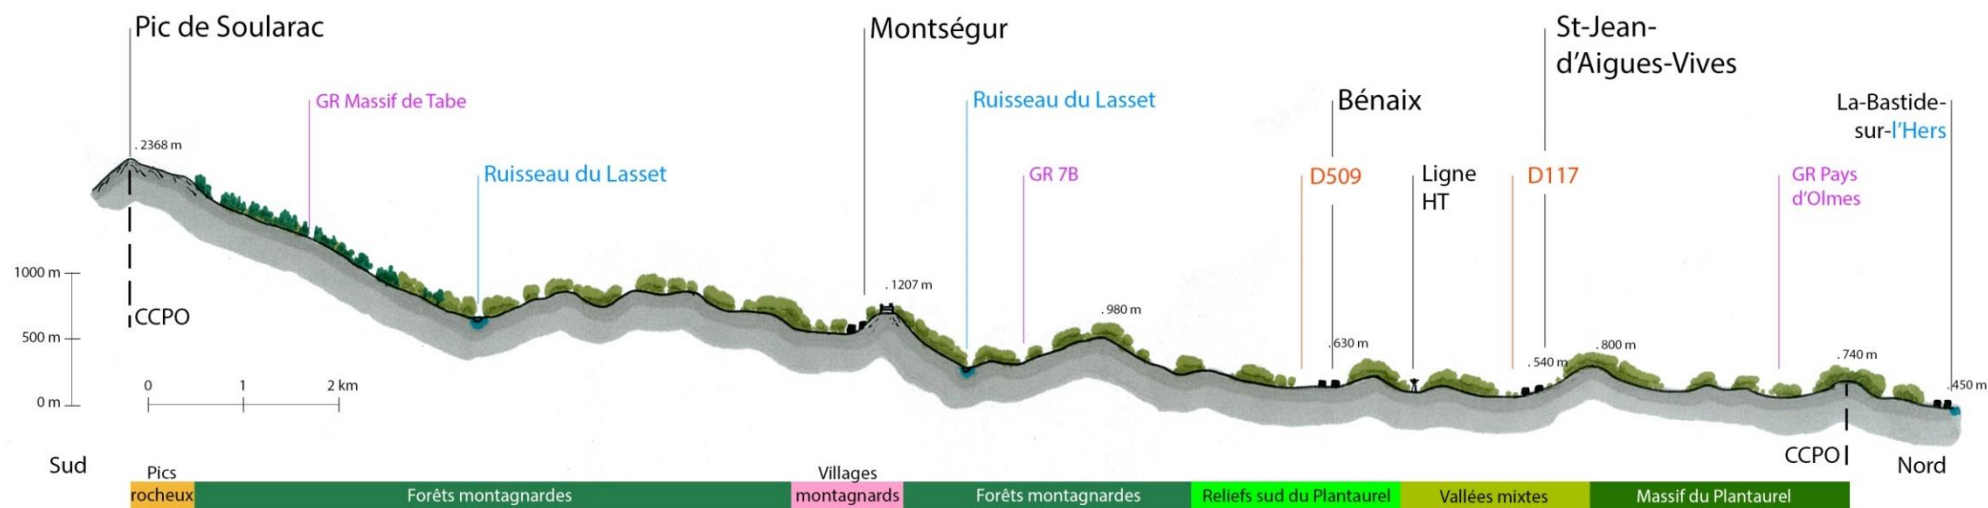 Pic de Soularac
Montségur
St-Jean-
d'Aigues-Vives
GR Massif de Tabe
Ruisseau du Lasset
Bénaix
La-Bastide-
sur-l'Hers
. 2368 m
Ruisseau du Lasset
GR 7B
D509
Ligne
HT
D117
GR Pays
d'Olmes
1000 m
500 m
0 m
CCPO
. 1207 m
. 980 m
.630 m
.540 m
. 800 m
. 740 m
.450 m
0 1 2 km
Sud
CCPO
Nord
Pics
rocheux
Forêts montagnardes
Villages
montagnards
Forêts montagnardes
Reliefs sud du Plantaurel
Vallées mixtes
Massif du Plantaurel